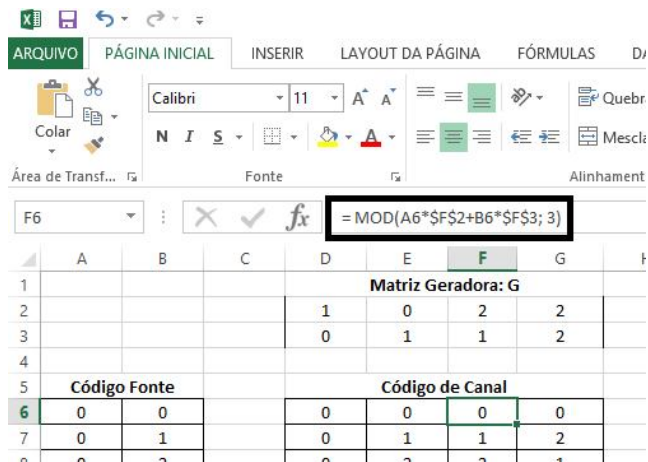 ARQUIVO PÁGINA INICIAL INSERIR LAYOUT DA PÁGINA FÓRMULAS
Colar Calibri 11 A A
N I S A
Área de Transf... Fonte
F6 fx = MOD(A6*$F$2+B6*$F$3; 3)
A B C D E F G
1 Matriz Geradora: G
2 1 0 2 2
3 0 1 1 2
4
5 Código Fonte Código de Canal
6 0 0 0 0 0 0
7 0 1 0 1 1 2